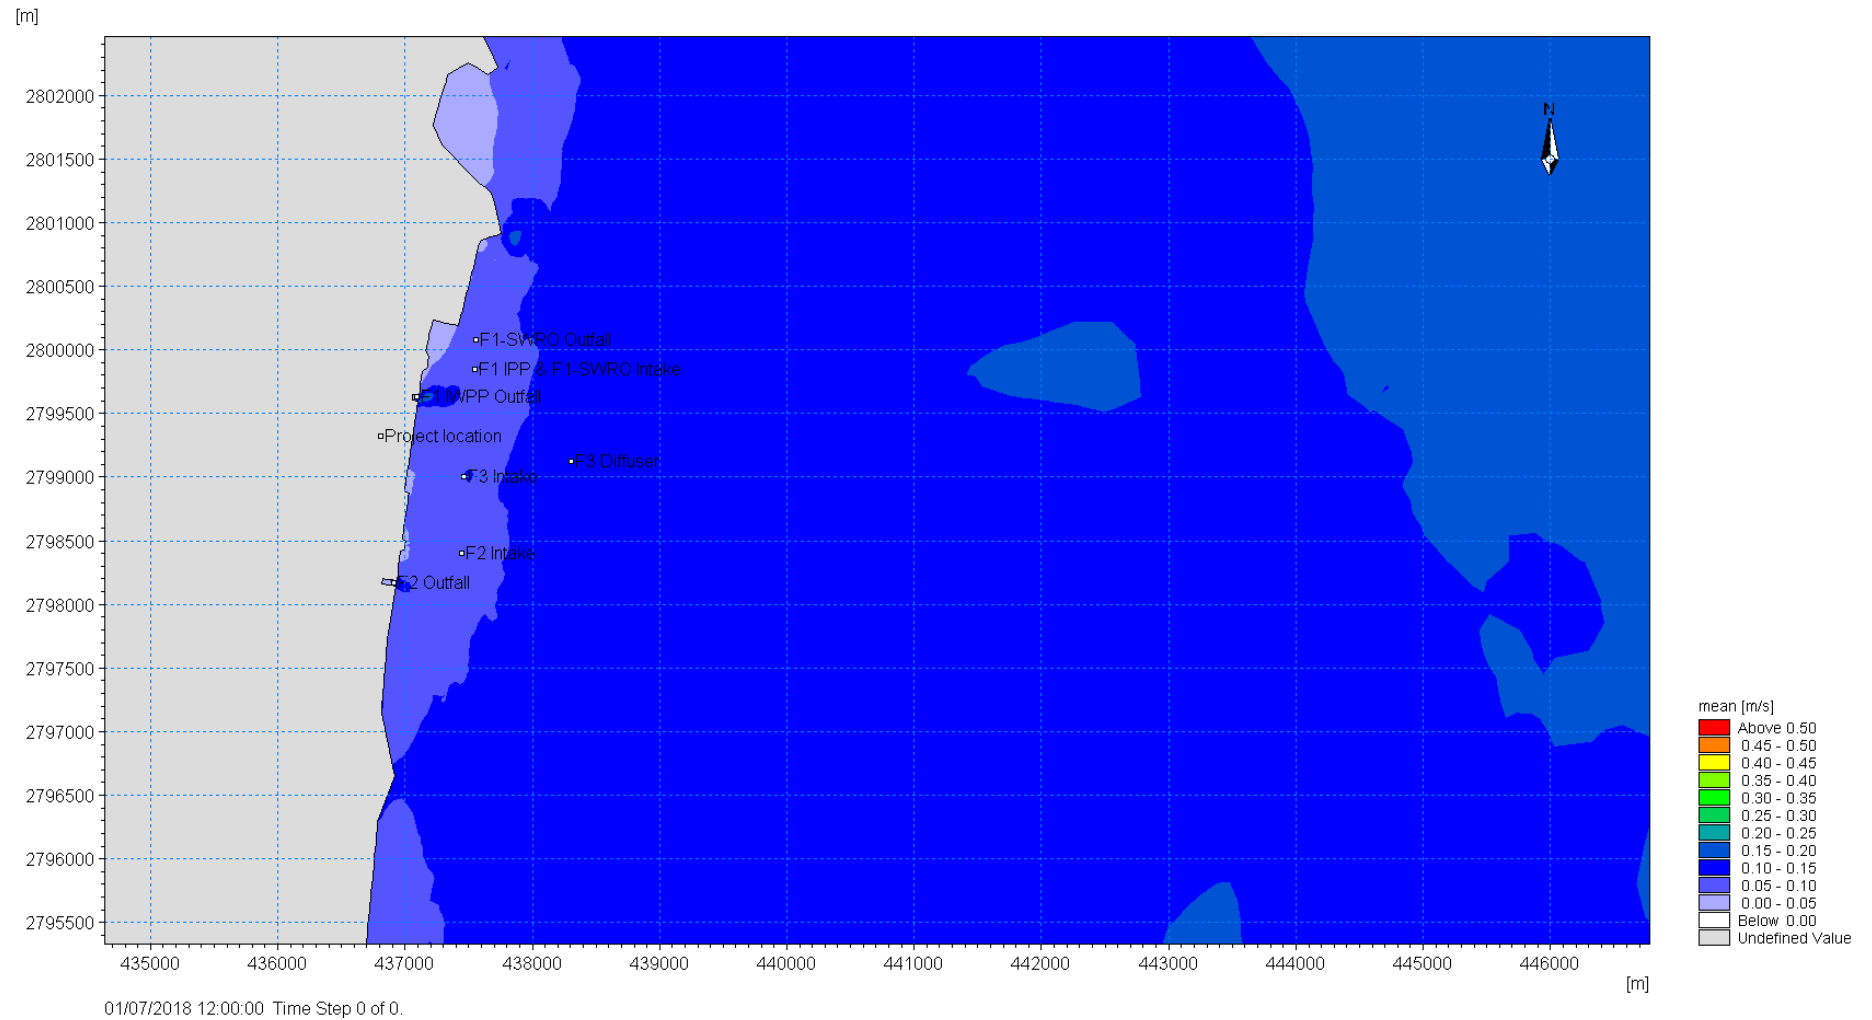 [m]
N
2802000
2801500
2801000
2800500
2800000
2799500
2799000
2798500
2798000
2797500
2797000
2796500
2796000
2795500
F1-SWRO Outfall
F1 IPP & F1-SWRO Intake
F1 IWPP Outfall
Project location
F3 Diffuser
F3 Intake
F2 Intake
F2 Outfall
mean [m/s]
Above 0.50
0.45 - 0.50
0.40 - 0.45
0.35 - 0.40
0.30 - 0.35
0.25 - 0.30
0.20 - 0.25
0.15 - 0.20
0.10 - 0.15
0.05 - 0.10
0.00 - 0.05
Below 0.00
Undefined Value
435000 436000 437000 438000 439000 440000 441000 442000 443000 444000 445000 446000
[m]
01/07/2018 12:00:00 Time Step 0 of 0.